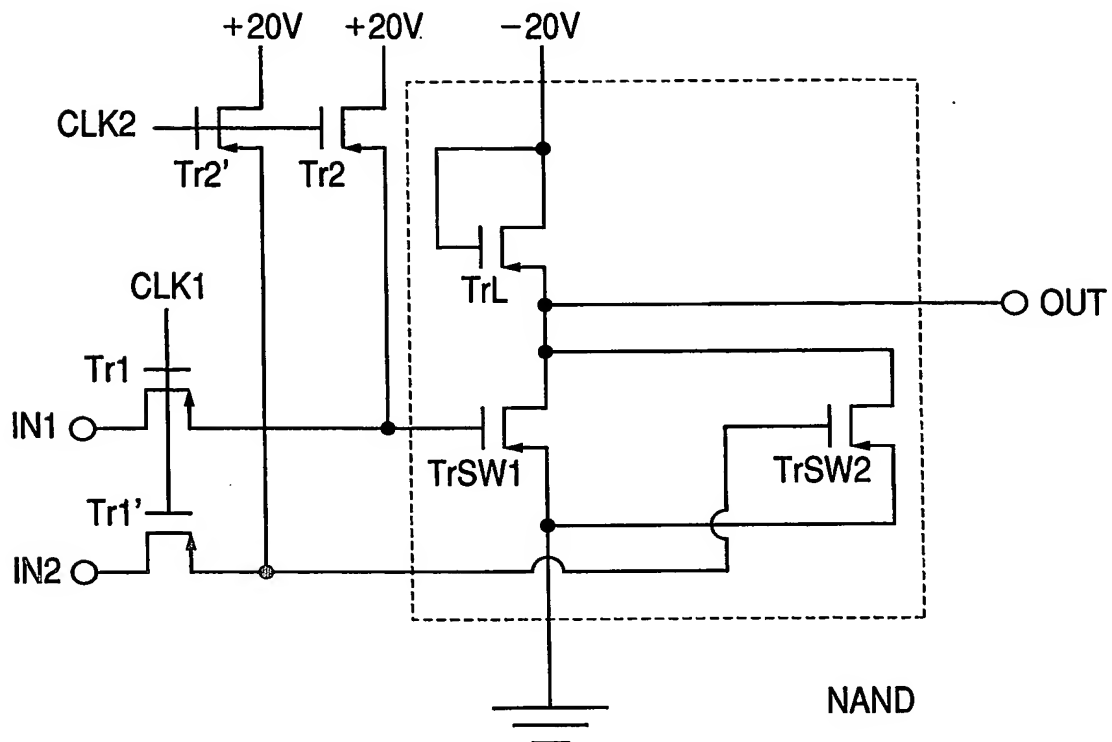 +20V +20V -20V
CLK2
Tr2' Tr2
TrL
CLK1
OUT
Tr1
IN1
TrSW1 TrSW2
Tr1'
IN2
NAND